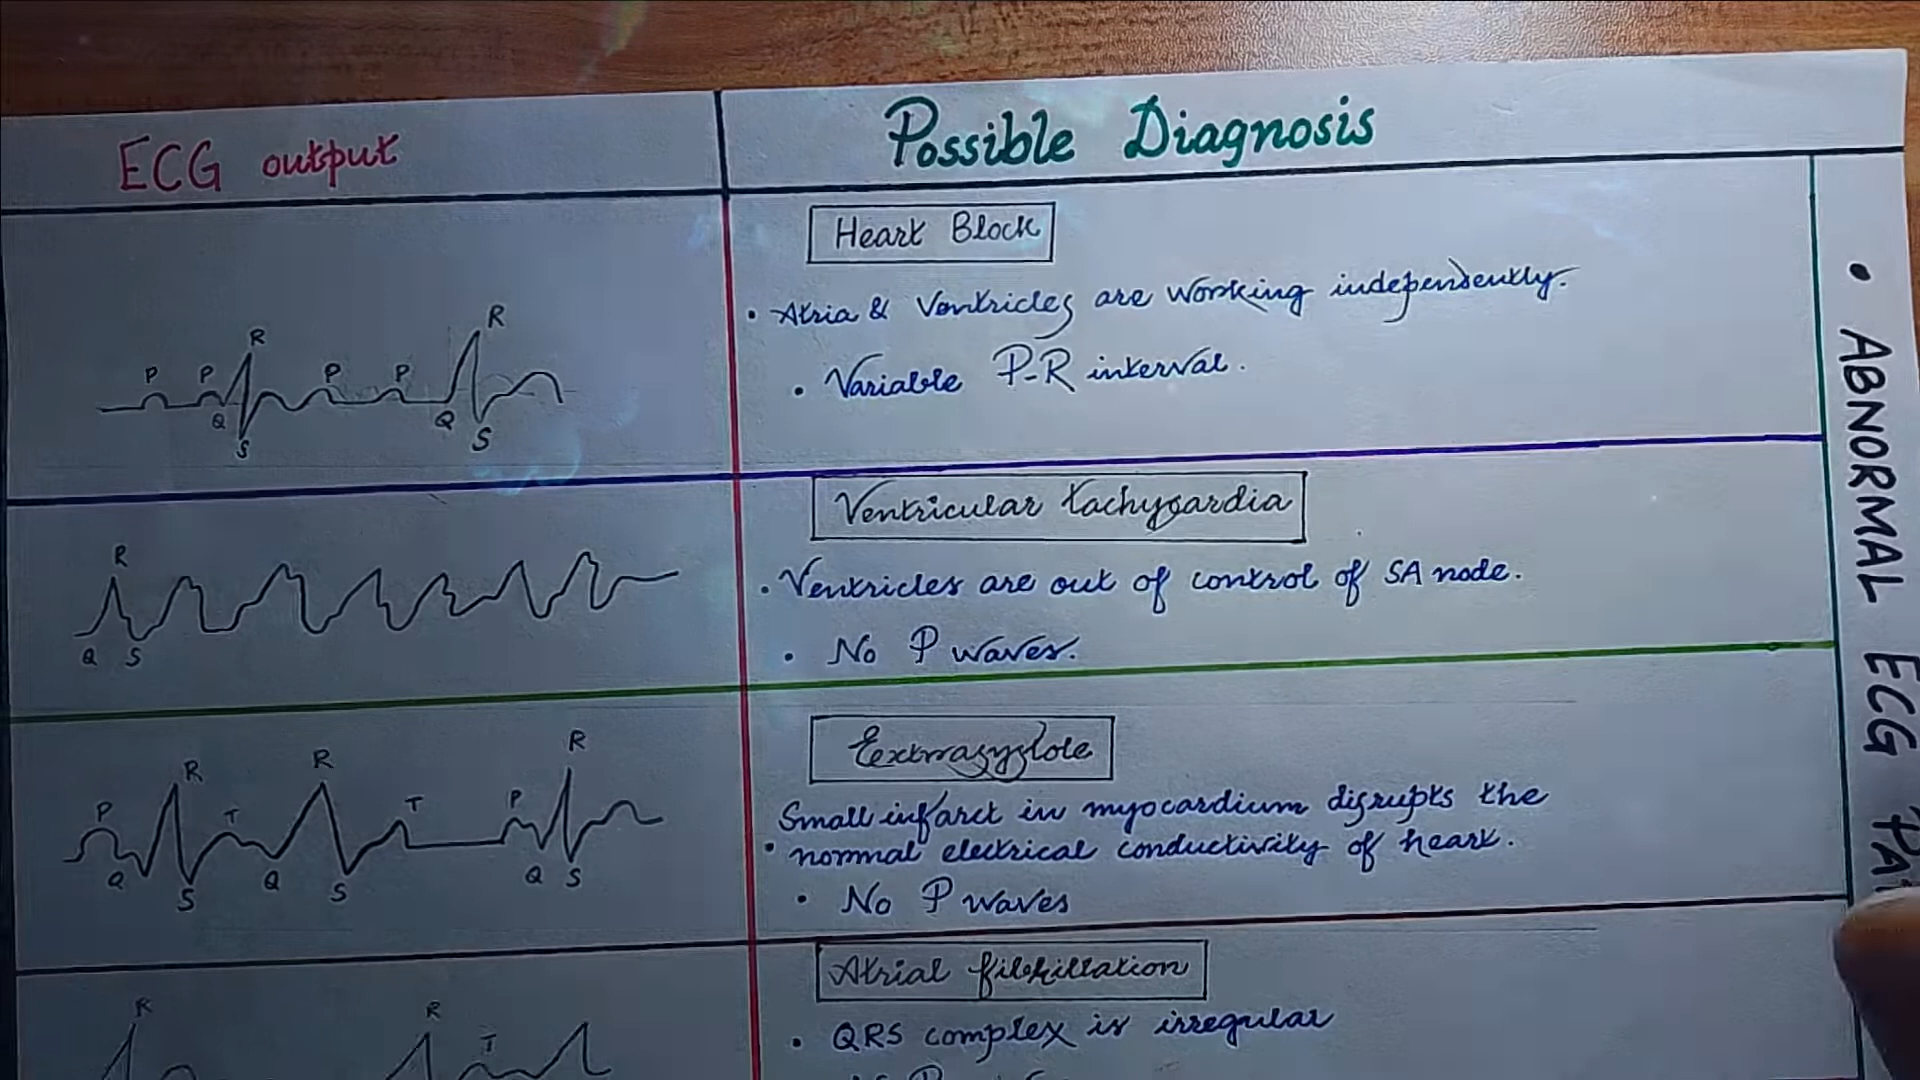 ECG output
Possible Diagnosis
Heart Block
• Atria & Ventricles are working independently.
• Variable P-R interval.
P P R P P R
Q S Q S
Ventricular tachycardia
• Ventricles are out of control of SA node.
• No P waves.
R
Q S
Small infarct in myocardium disrupts the
• normal electrical conductivity of heart.
• No P waves
P R T R T P R
Q S Q S Q S
Atrial
• QRS complex is irregular
R R T
• ABNORMAL ECG